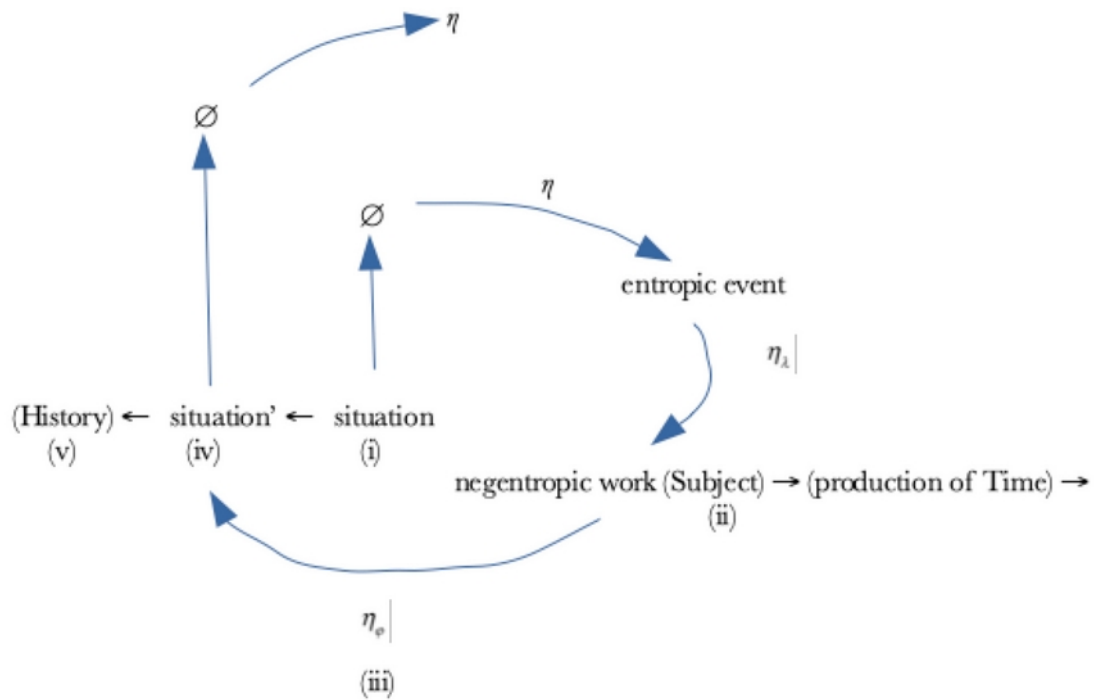 η
∅
η
∅
entropic event
η_λ|
(History) ← situation’ ← situation
(v) (iv) (i)
negentropic work (Subject) → (production of Time) →
(ii)
η_φ|
(iii)